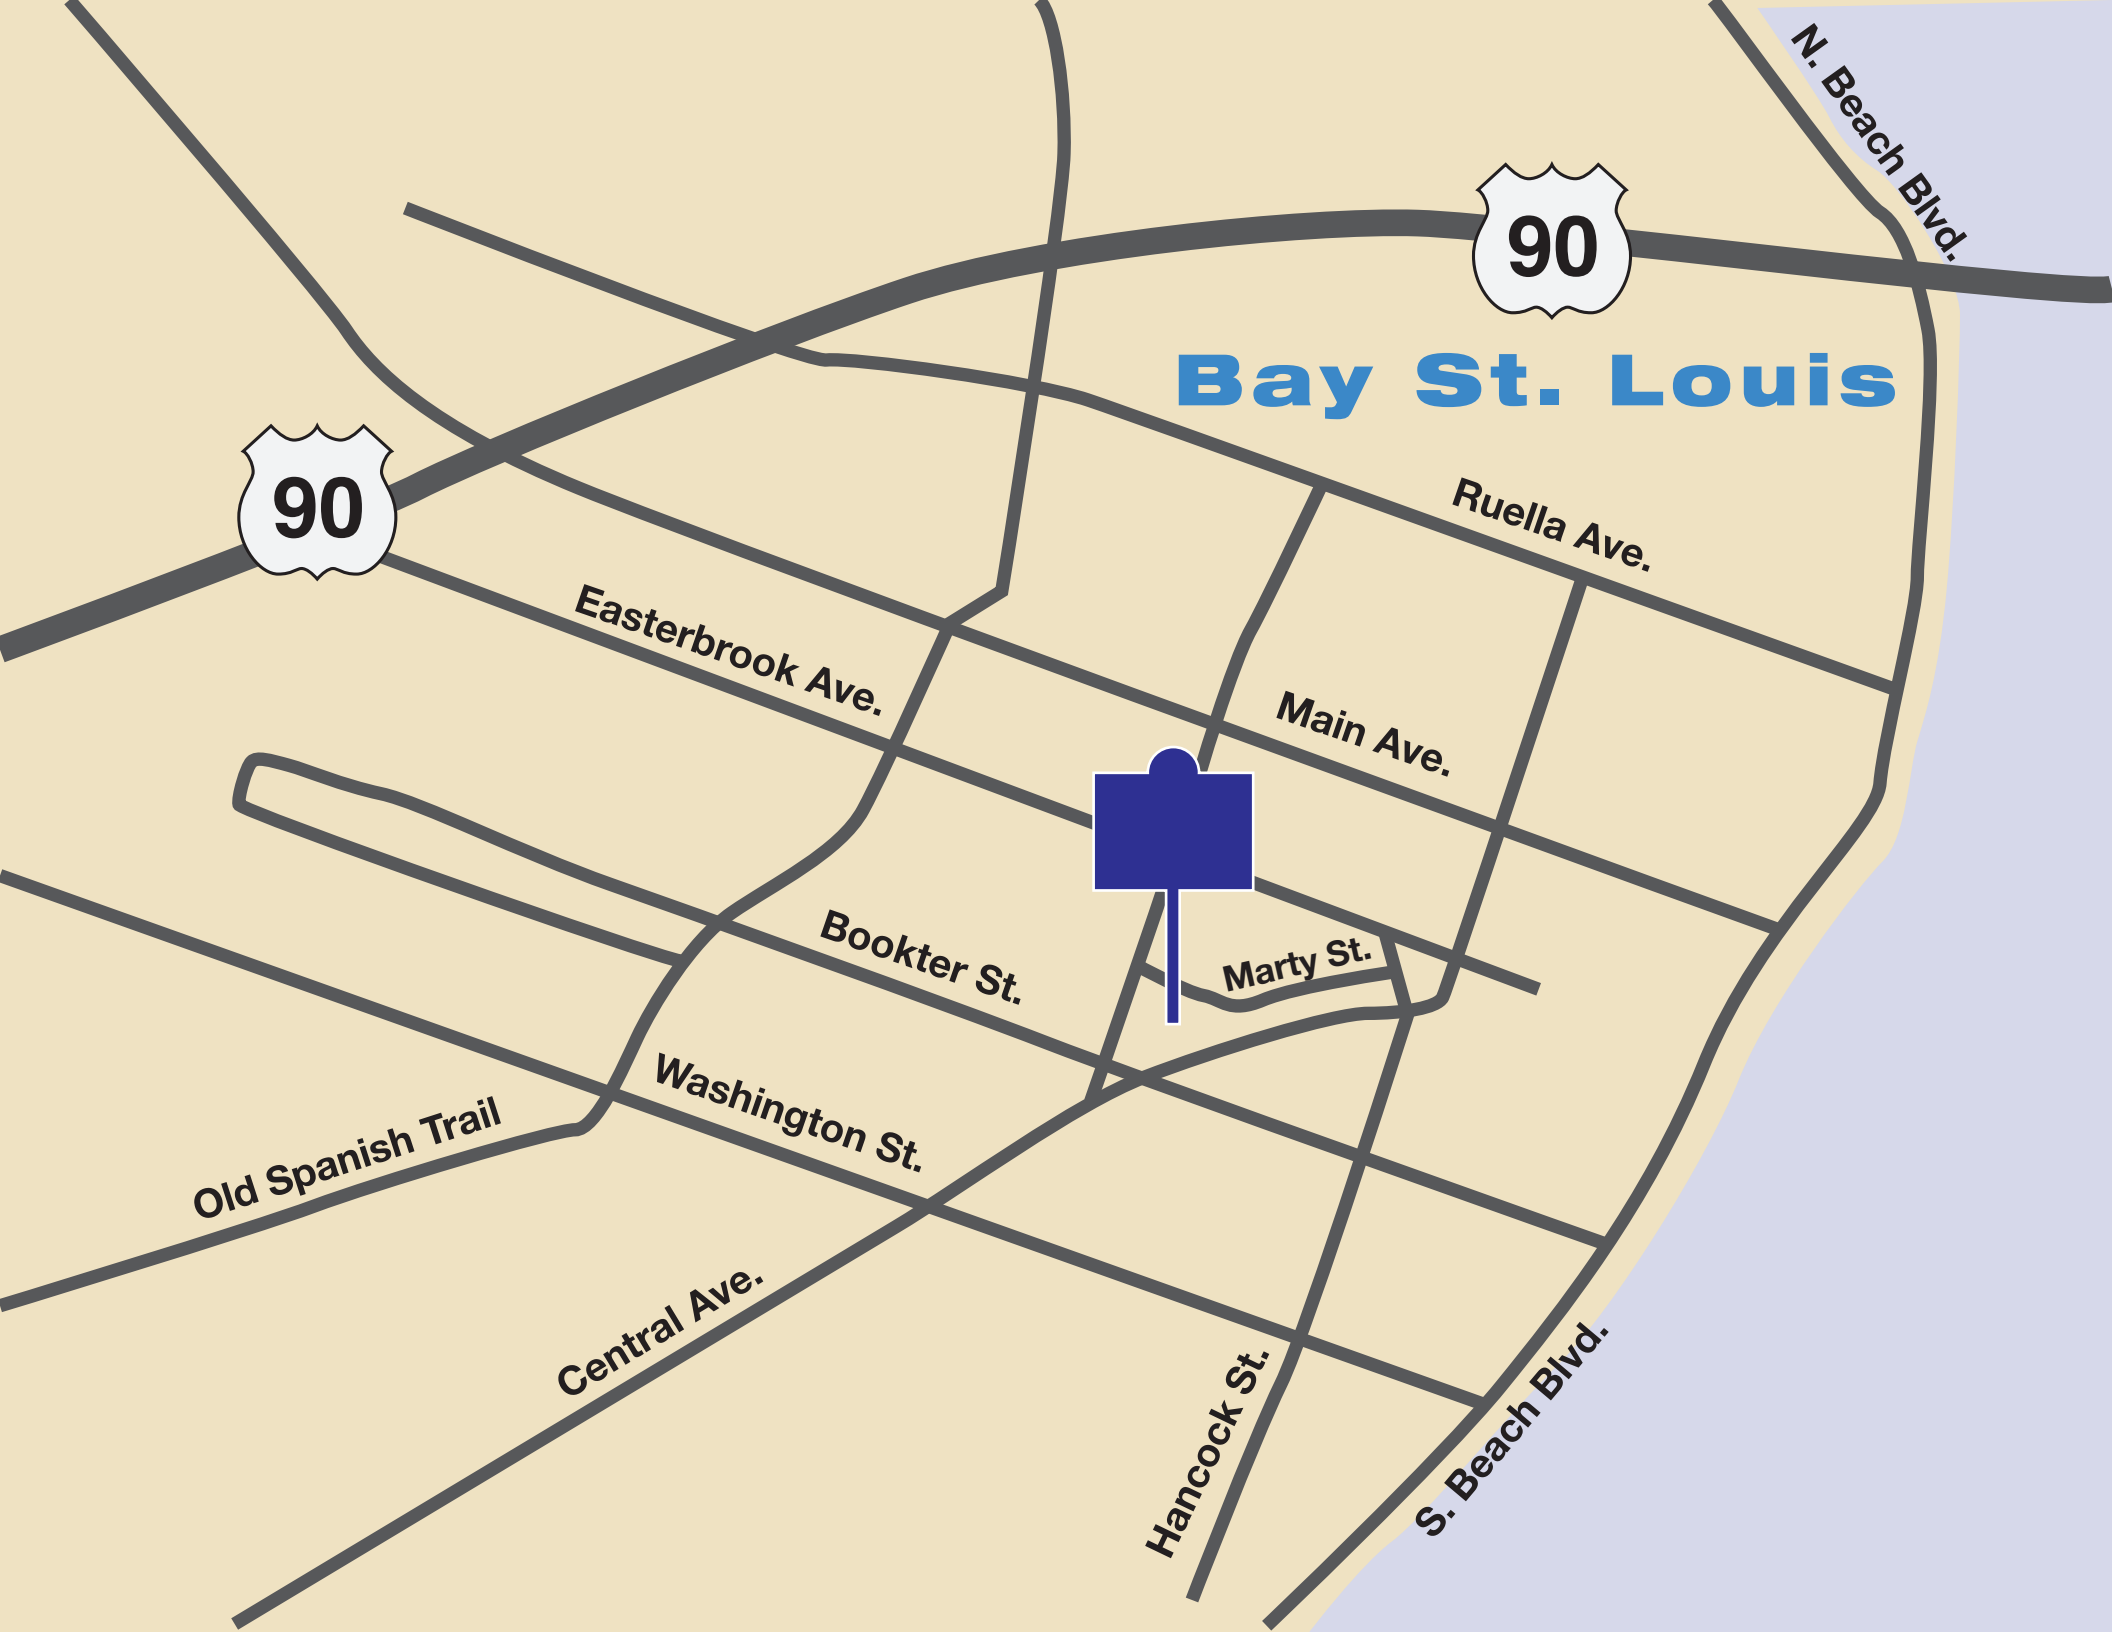 N. Beach Blvd.
90
Bay St. Louis
90
Ruella Ave.
Easterbrook Ave.
Main Ave.
Bookter St.
Marty St.
Washington St.
Old Spanish Trail
Central Ave.
Hancock St.
S. Beach Blvd.